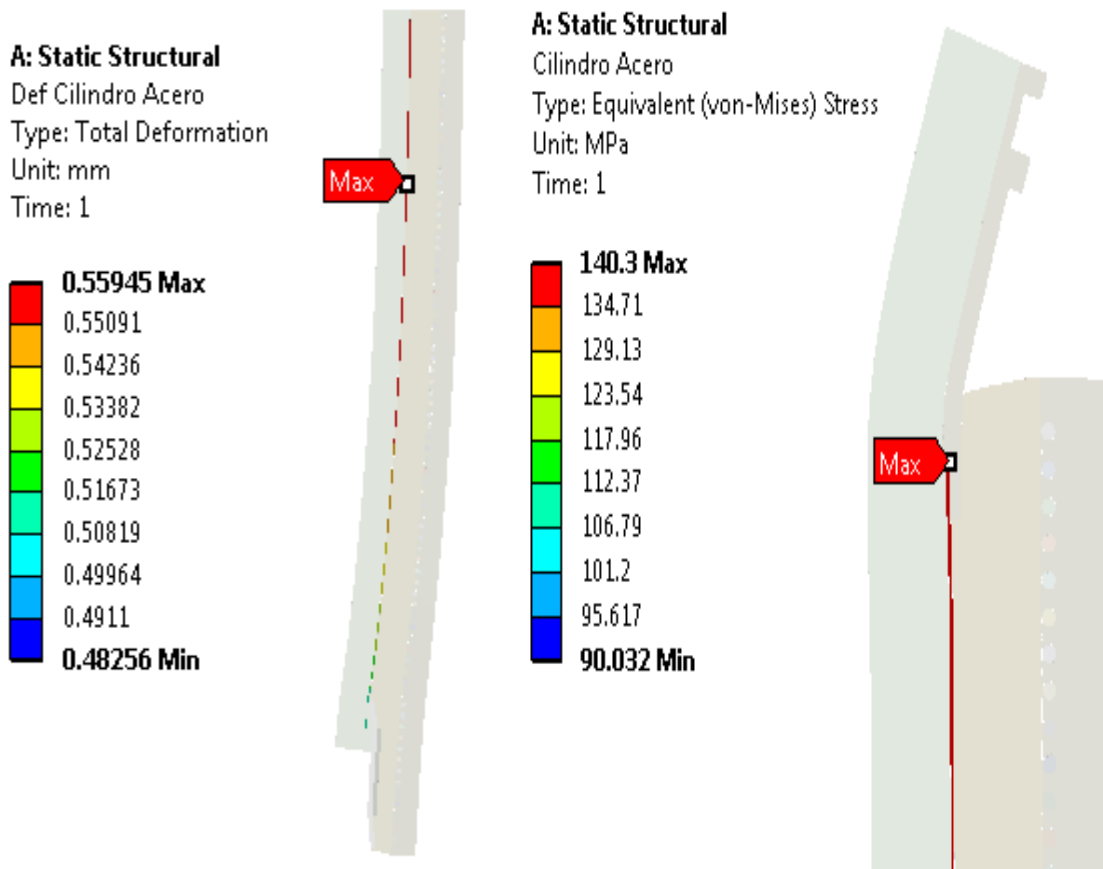 A: Static Structural
Def Cilindro Acero
Type: Total Deformation
Unit: mm
Time: 1
Max
0.55945 Max
0.55091
0.54236
0.53382
0.52528
0.51673
0.50819
0.49964
0.4911
0.48256 Min
A: Static Structural
Cilindro Acero
Type: Equivalent (von-Mises) Stress
Unit: MPa
Time: 1
140.3 Max
134.71
129.13
123.54
117.96
112.37
106.79
101.2
95.617
90.032 Min
Max